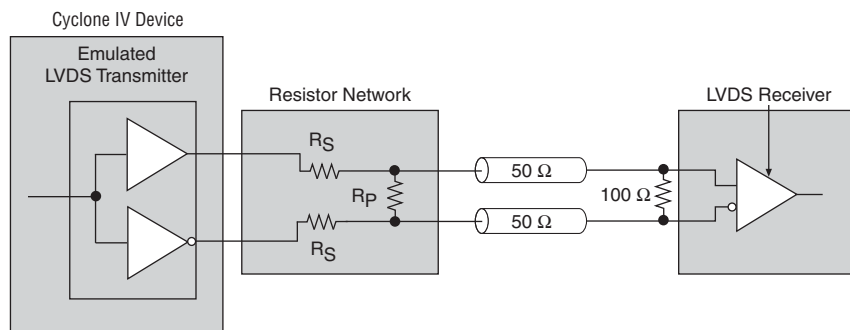 Cyclone IV Device
Emulated
LVDS Transmitter
Resistor Network
LVDS Receiver
RS
50 Ω
RP
100 Ω
50 Ω
RS